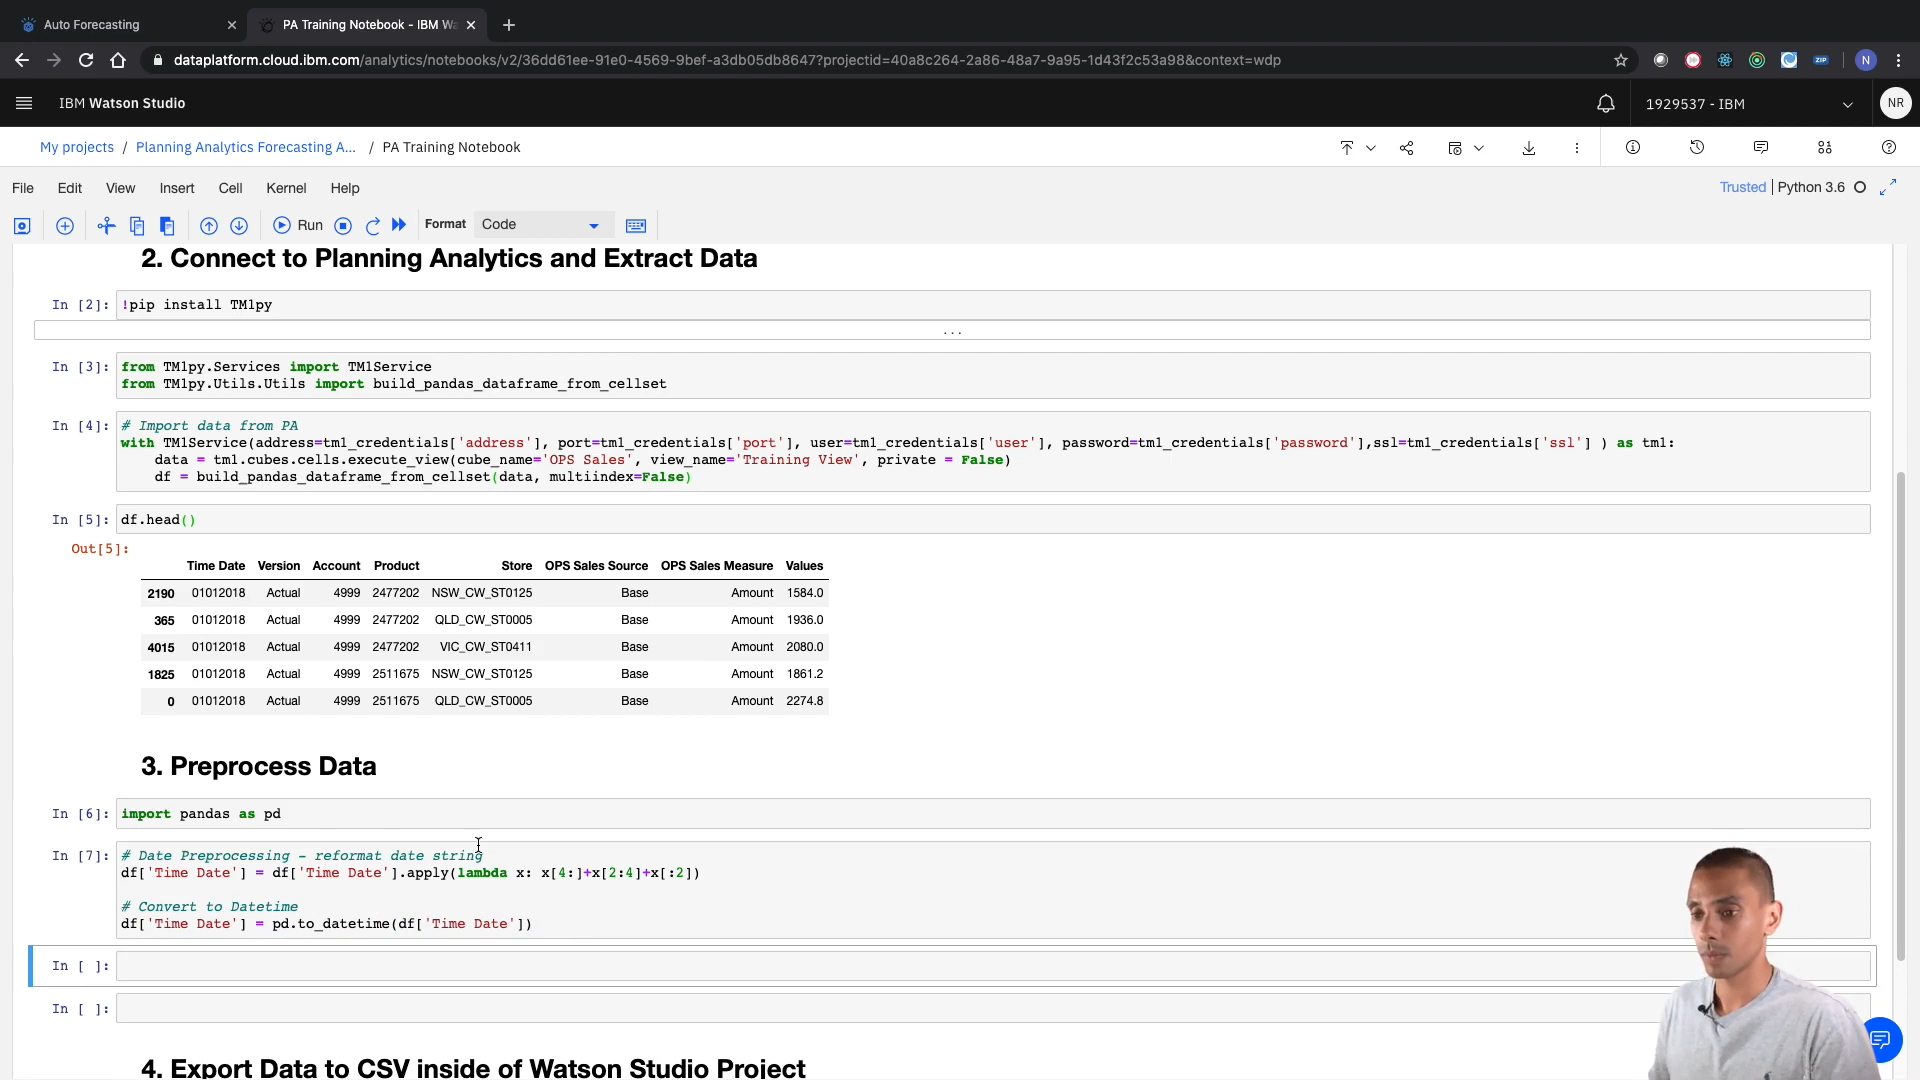 Auto Forecasting
PA Training Notebook - IBM Wa
dataplatform.cloud.ibm.com/analytics/notebooks/v2/36dd61ee-91e0-4569-9bef-a3db05db8647?projectid=40a8c264-2a86-48a7-9a95-1d43f2c53a98&context=wdp
ZIP
N
IBM Watson Studio
1929537 - IBM
NR
My projects / Planning Analytics Forecasting A... / PA Training Notebook
File Edit View Insert Cell Kernel Help
Trusted | Python 3.6
Run
Format
Code
2. Connect to Planning Analytics and Extract Data
In [2]: !pip install TM1py
...
In [3]: from TM1py.Services import TM1Service
from TM1py.Utils.Utils import build_pandas_dataframe_from_cellset
In [4]: # Import data from PA
with TM1Service(address=tm1_credentials['address'], port=tm1_credentials['port'], user=tm1_credentials['user'], password=tm1_credentials['password'],ssl=tm1_credentials['ssl'] ) as tm1:
data = tm1.cubes.cells.execute_view(cube_name='OPS Sales', view_name='Training View', private = False)
df = build_pandas_dataframe_from_cellset(data, multiindex=False)
In [5]: df.head()
Out[5]:
Time Date Version Account Product Store OPS Sales Source OPS Sales Measure Values
2190 01012018 Actual 4999 2477202 NSW_CW_ST0125 Base Amount 1584.0
365 01012018 Actual 4999 2477202 QLD_CW_ST0005 Base Amount 1936.0
4015 01012018 Actual 4999 2477202 VIC_CW_ST0411 Base Amount 2080.0
1825 01012018 Actual 4999 2511675 NSW_CW_ST0125 Base Amount 1861.2
0 01012018 Actual 4999 2511675 QLD_CW_ST0005 Base Amount 2274.8
3. Preprocess Data
In [6]: import pandas as pd
In [7]: # Date Preprocessing - reformat date string
df['Time Date'] = df['Time Date'].apply(lambda x: x[4:]+x[2:4]+x[:2])
# Convert to Datetime
df['Time Date'] = pd.to_datetime(df['Time Date'])
In [ ]:
In [ ]:
4. Export Data to CSV inside of Watson Studio Project